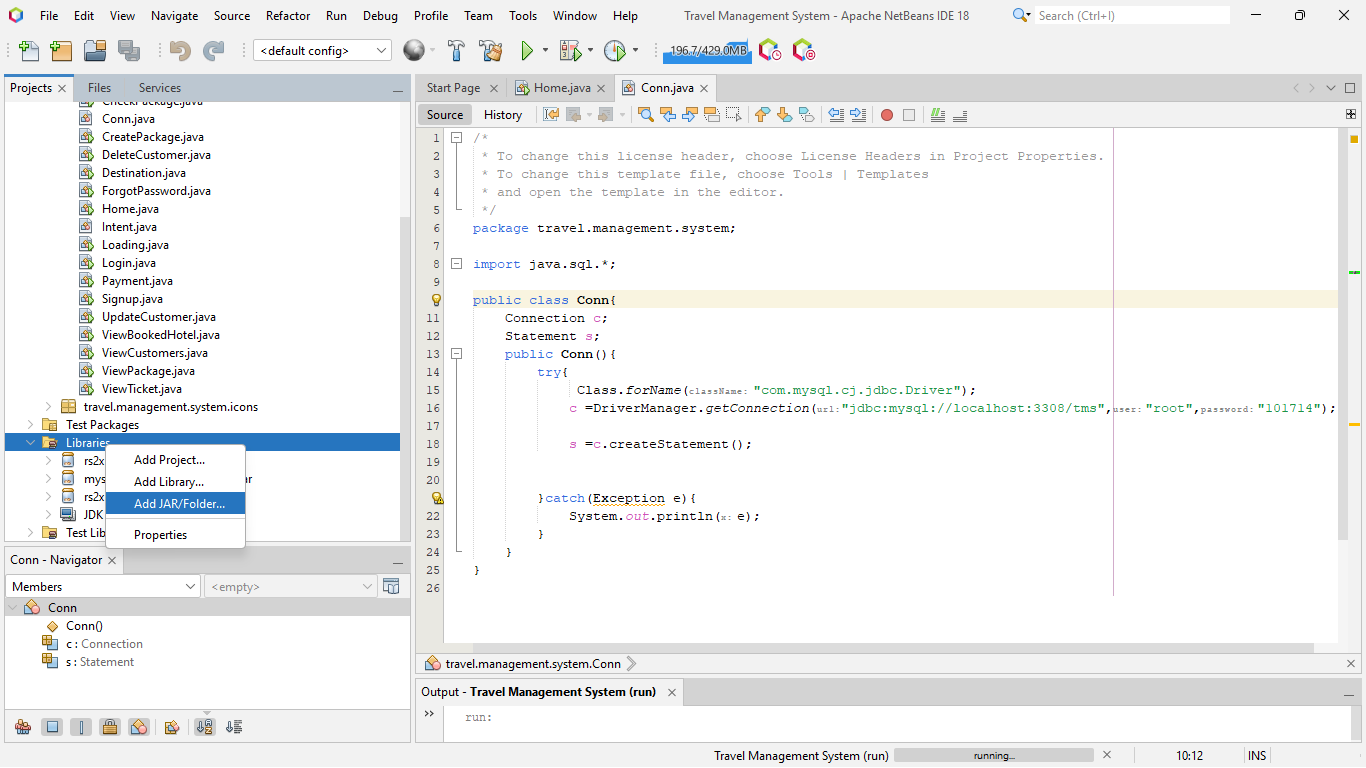 File Edit View Navigate Source Refactor Run Debug Profile Team Tools Window Help
Travel Management System - Apache NetBeans IDE 18
Search (Ctrl+I)
<default config>
196.7/429.0MB
Projects Files Services
CheckPackage.java
Conn.java
CreatePackage.java
DeleteCustomer.java
Destination.java
ForgotPassword.java
Home.java
Intent.java
Loading.java
Login.java
Payment.java
Signup.java
UpdateCustomer.java
ViewBookedHotel.java
ViewCustomers.java
ViewPackage.java
ViewTicket.java
travel.management.system.icons
Test Packages
Libraries
rs2x
mys ar
rs2x
JDK
Test Lib
Add Project...
Add Library...
Add JAR/Folder...
Properties
Conn - Navigator
Members <empty>
Conn
Conn()
c : Connection
s : Statement
Start Page Home.java Conn.java
Source History
1 /*
2 * To change this license header, choose License Headers in Project Properties.
3 * To change this template file, choose Tools | Templates
4 * and open the template in the editor.
5 */
6 package travel.management.system;
7
8 import java.sql.*;
9
public class Conn{
11 Connection c;
12 Statement s;
13 public Conn(){
14 try{
15 Class.forName(className: "com.mysql.cj.jdbc.Driver");
16 c =DriverManager.getConnection(url: "jdbc:mysql://localhost:3308/tms", user: "root", password: "101714");
17
18 s =c.createStatement();
19
20
}catch(Exception e){
22 System.out.println(x: e);
23 }
24 }
25 }
26
travel.management.system.Conn
Output - Travel Management System (run)
run:
Travel Management System (run) running... 10:12 INS